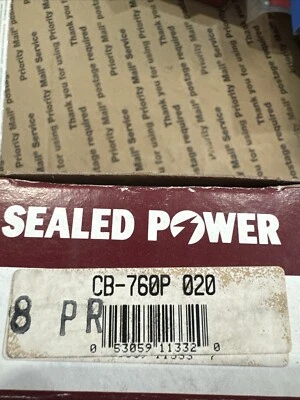 Priority Mail Service
Thank you for using
Priority Mail® Service
Postage required.
SEALED POWER
CB-760P 020
8 PR
0 53059 11332 0